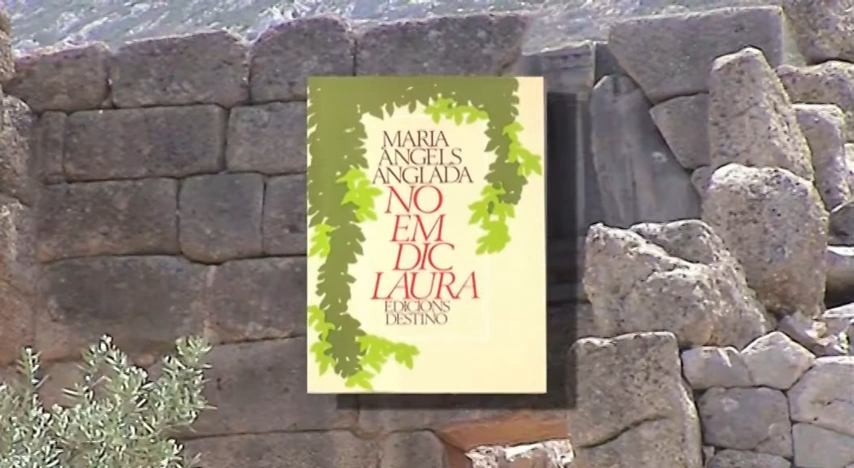 MARIA
ÀNGELS
ANGLADA
NO
EM
DIC
LAURA
EDICIONS
DESTINO